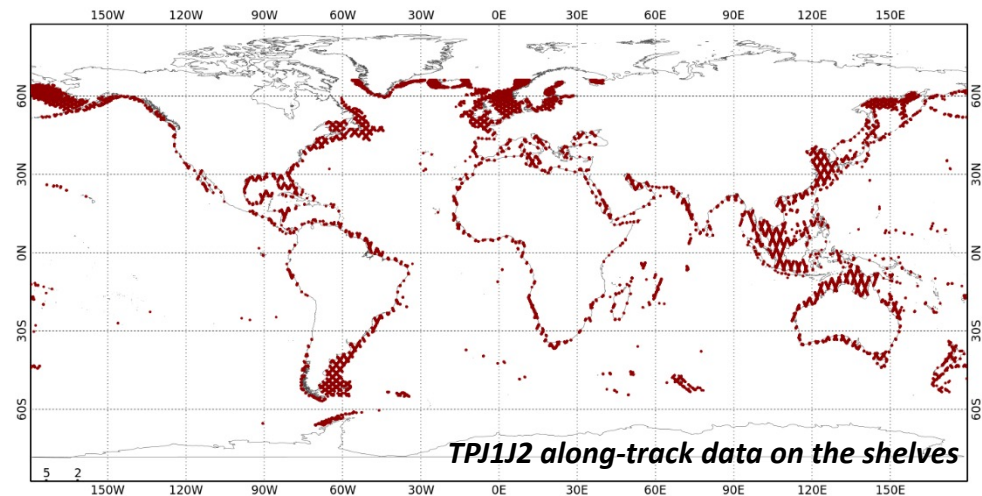 150W 120W 90W 60W 30W 0E 30E 60E 90E 120E 150E
60N 60N
30N 30N
0N 0N
30S 30S
60S 60S
TPJ1J2 along-track data on the shelves
5 2
150W 120W 90W 60W 30W 0E 30E 60E 90E 120E 150E